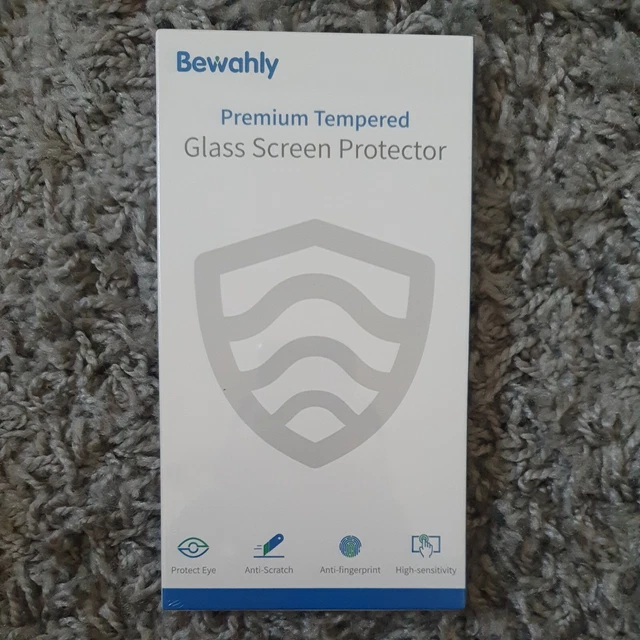 Bewahly
Premium Tempered
Glass Screen Protector
Protect Eye
Anti-Scratch
Anti-fingerprint
High-sensitivity